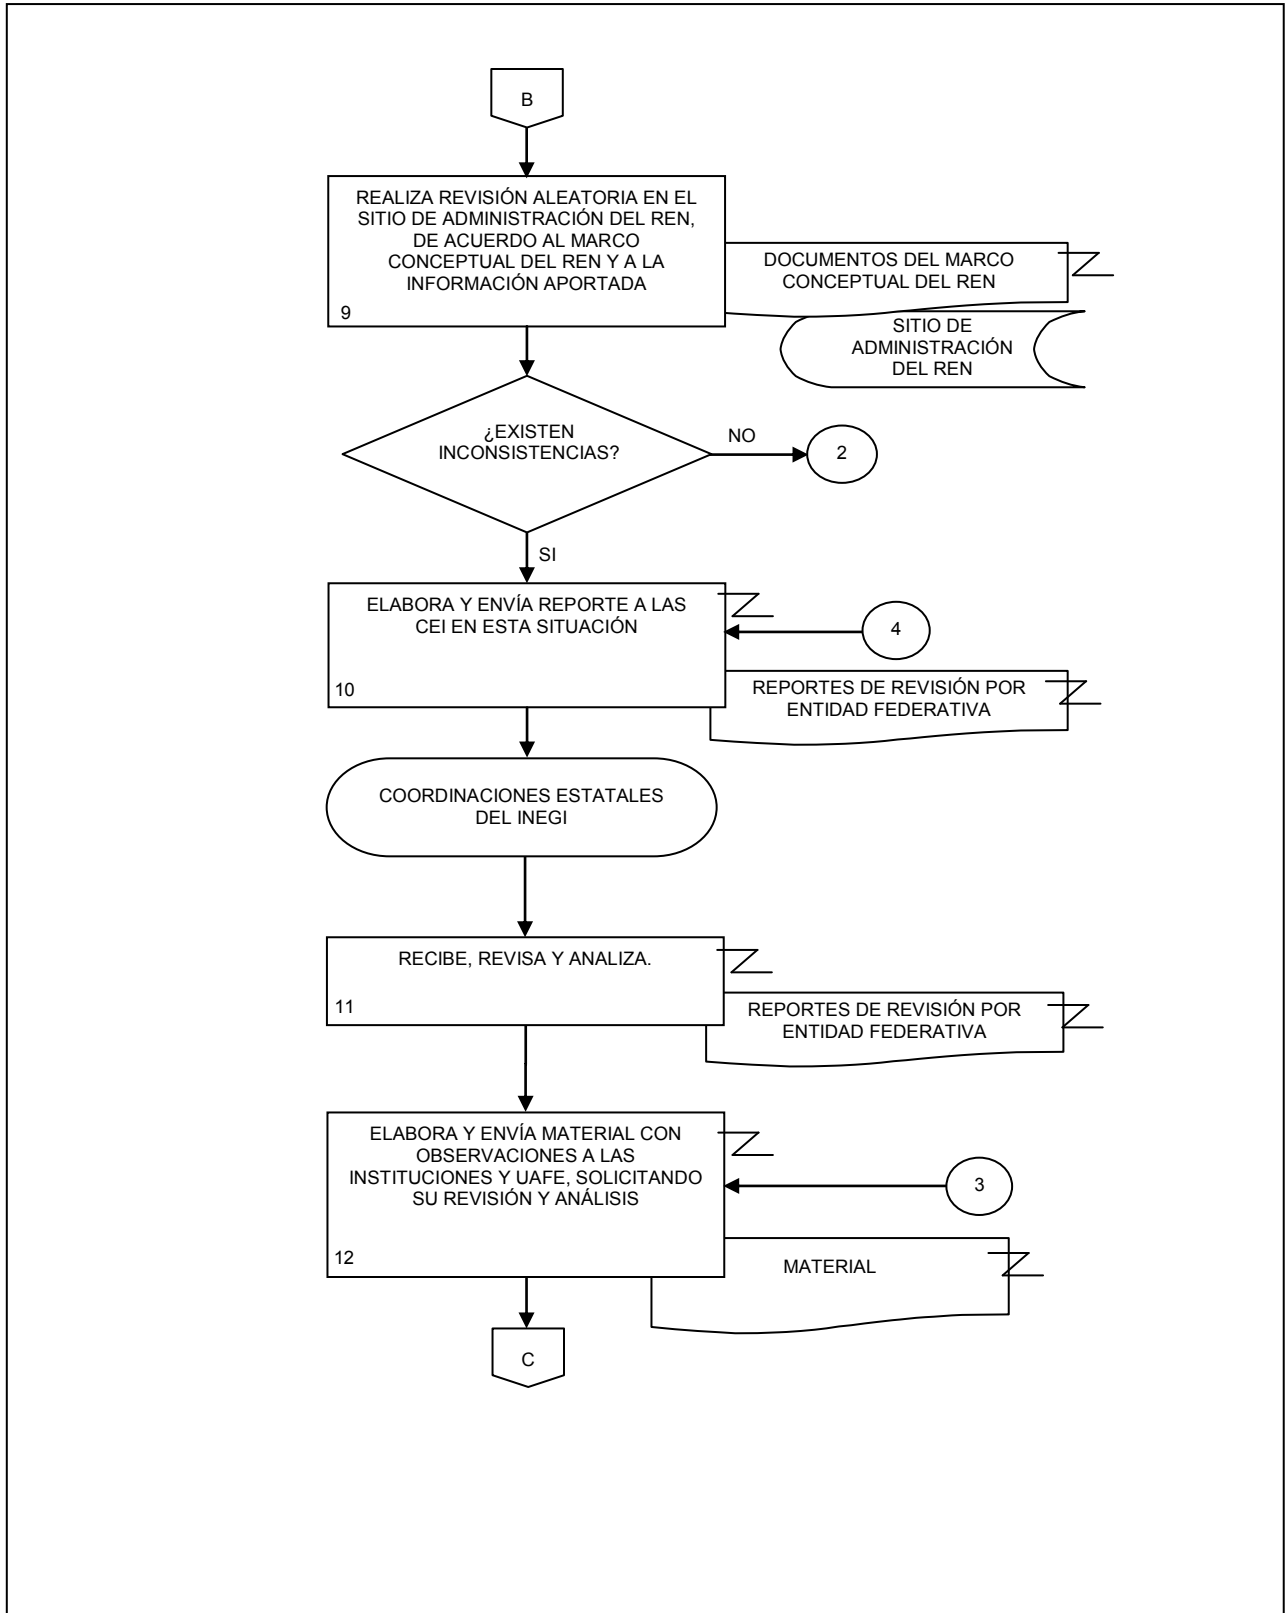 B
REALIZA REVISIÓN ALEATORIA EN EL
SITIO DE ADMINISTRACIÓN DEL REN,
DE ACUERDO AL MARCO
CONCEPTUAL DEL REN Y A LA
INFORMACIÓN APORTADA
9
DOCUMENTOS DEL MARCO
CONCEPTUAL DEL REN
SITIO DE
ADMINISTRACIÓN
DEL REN
¿EXISTEN
INCONSISTENCIAS?
NO
2
SI
ELABORA Y ENVÍA REPORTE A LAS
CEI EN ESTA SITUACIÓN
10
4
REPORTES DE REVISIÓN POR
ENTIDAD FEDERATIVA
COORDINACIONES ESTATALES
DEL INEGI
RECIBE, REVISA Y ANALIZA.
11
REPORTES DE REVISIÓN POR
ENTIDAD FEDERATIVA
ELABORA Y ENVÍA MATERIAL CON
OBSERVACIONES A LAS
INSTITUCIONES Y UAFE, SOLICITANDO
SU REVISIÓN Y ANÁLISIS
12
3
MATERIAL
C